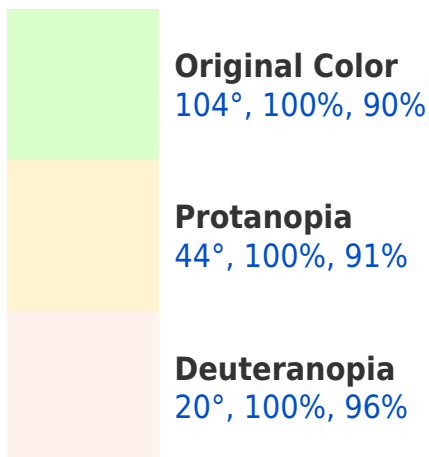 Original Color
104°, 100%, 90%
Protanopia
44°, 100%, 91%
Deuteranopia
20°, 100%, 96%